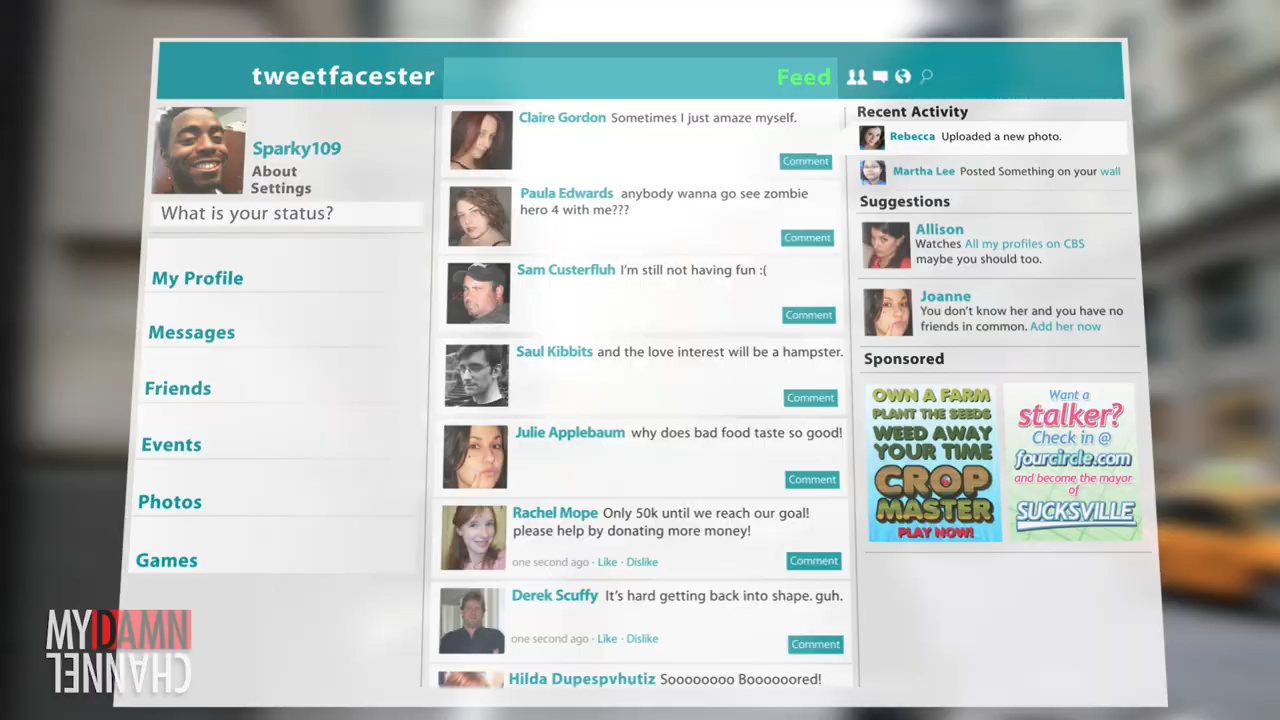 tweetfacester
Feed
Sparky109
About
Settings
What is your status?
My Profile
Messages
Friends
Events
Photos
Games
Claire Gordon Sometimes I just amaze myself.
Comment
Paula Edwards anybody wanna go see zombie
hero 4 with me???
Comment
Sam Custerfluh I'm still not having fun :(
Comment
Saul Kibbits and the love interest will be a hampster.
Comment
Julie Applebaum why does bad food taste so good!
Comment
Rachel Mope Only 50k until we reach our goal!
please help by donating more money!
one second ago · Like · Dislike
Comment
Derek Scuffy It's hard getting back into shape. guh.
one second ago · Like · Dislike
Comment
Hilda Dupespvhutiz Soooooooo Booooored!
Recent Activity
Rebecca Uploaded a new photo.
Martha Lee Posted Something on your wall
Suggestions
Allison
Watches All my profiles on CBS
maybe you should too.
Joanne
You don't know her and you have no
friends in common. Add her now
Sponsored
OWN A FARM
PLANT THE SEEDS
WEED AWAY
YOUR TIME
CROP
MASTER
PLAY NOW!
Want a
stalker?
Check in @
fourcircle.com
and become the mayor
of
SUCKSVILLE
MYDAMN
CHANNEL